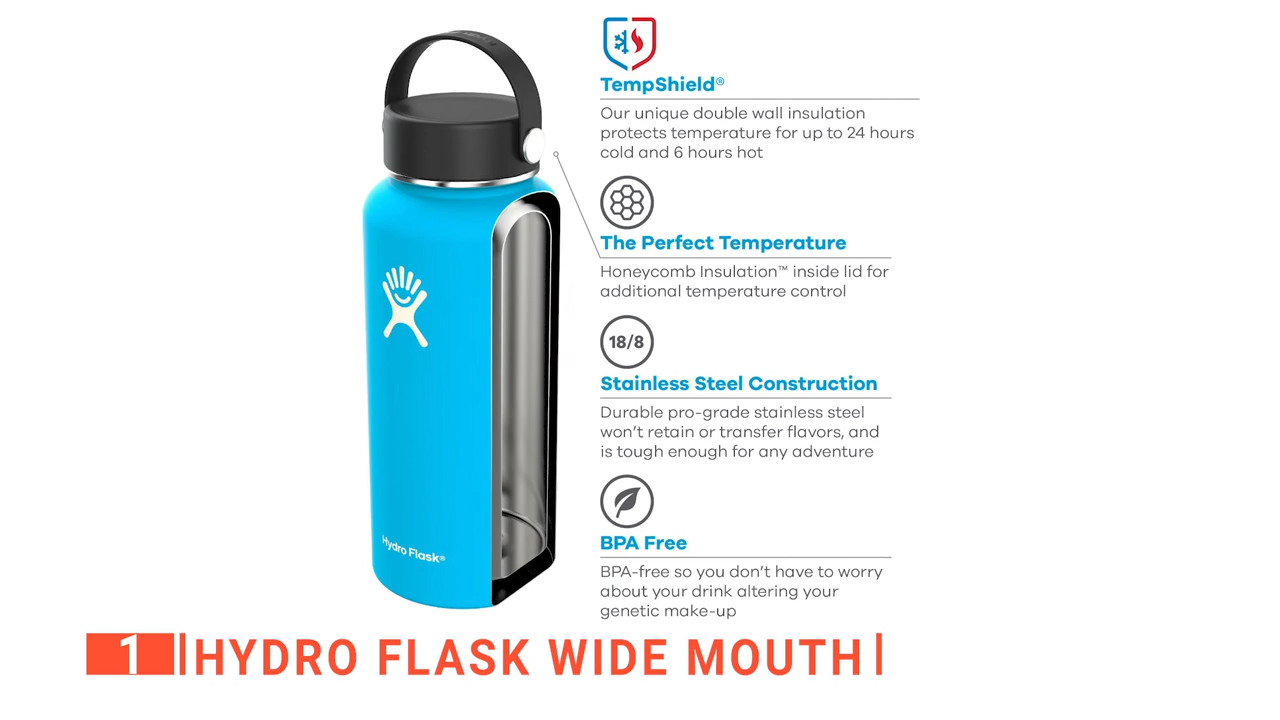 TempShield®
Our unique double wall insulation
protects temperature for up to 24 hours
cold and 6 hours hot
The Perfect Temperature
Honeycomb Insulation™ inside lid for
additional temperature control
18/8
Stainless Steel Construction
Durable pro-grade stainless steel
won’t retain or transfer flavors, and
is tough enough for any adventure
BPA Free
BPA-free so you don’t have to worry
about your drink altering your
genetic make-up
Hydro Flask®
1 HYDRO FLASK WIDE MOUTH